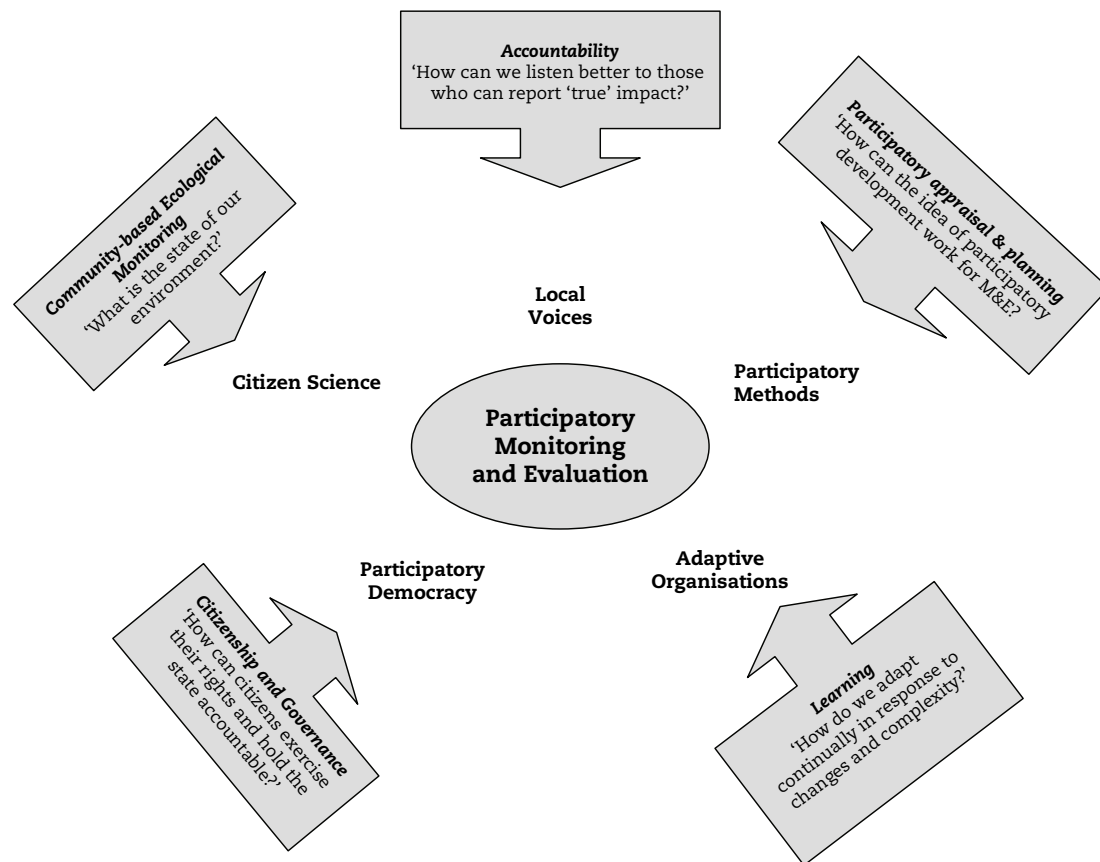 Accountability
‘How can we listen better to those
who can report ‘true’ impact?’
Participatory appraisal & planning
‘How can the idea of participatory
development work for M&E?
Community-based Ecological
Monitoring
‘What is the state of our
environment?’
Local
Voices
Citizen Science
Participatory
Methods
Participatory
Monitoring
and Evaluation
Participatory
Democracy
Adaptive
Organisations
Citizenship and Governance
‘How can citizens exercise
their rights and hold the
state accountable?’
Learning
‘How do we adapt
continually in response to
changes and complexity?’